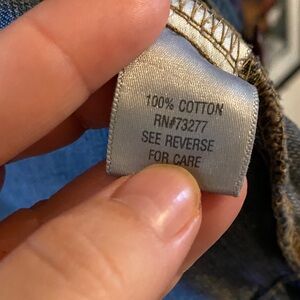 100% COTTON
RN#73277
SEE REVERSE
FOR CARE